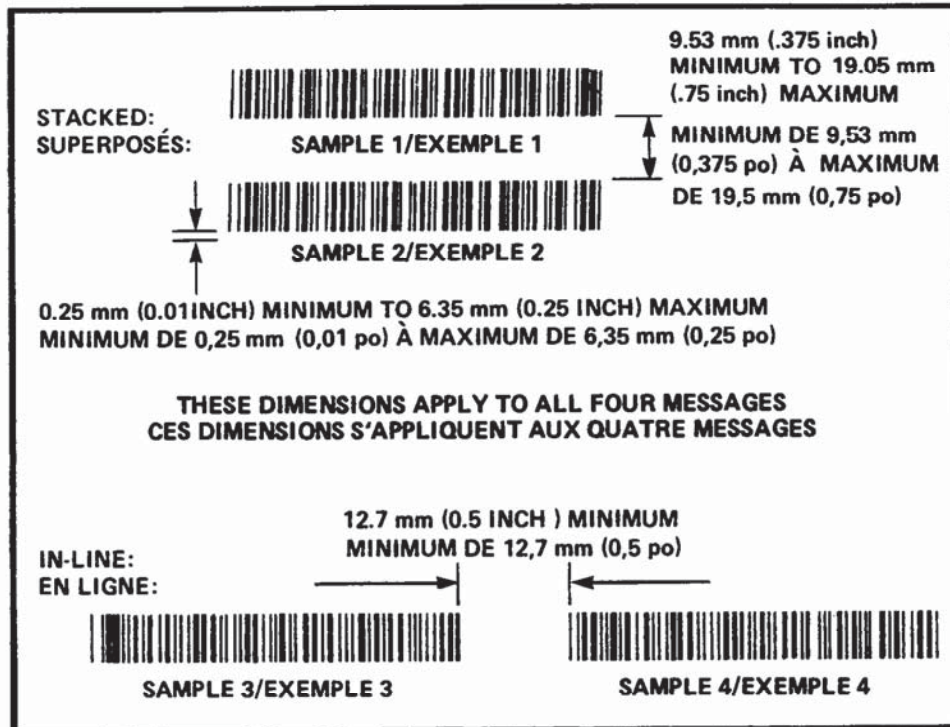 9.53 mm (.375 inch)
MINIMUM TO 19.05 mm
(.75 inch) MAXIMUM
STACKED:
SUPERPOSÉS:
SAMPLE 1/EXEMPLE 1
MINIMUM DE 9,53 mm
(0,375 po) À MAXIMUM
DE 19,5 mm (0,75 po)
SAMPLE 2/EXEMPLE 2
0.25 mm (0.01INCH) MINIMUM TO 6.35 mm (0.25 INCH) MAXIMUM
MINIMUM DE 0,25 mm (0,01 po) À MAXIMUM DE 6,35 mm (0,25 po)
THESE DIMENSIONS APPLY TO ALL FOUR MESSAGES
CES DIMENSIONS S'APPLIQUENT AUX QUATRE MESSAGES
12.7 mm (0.5 INCH ) MINIMUM
MINIMUM DE 12,7 mm (0,5 po)
IN-LINE:
EN LIGNE:
SAMPLE 3/EXEMPLE 3
SAMPLE 4/EXEMPLE 4